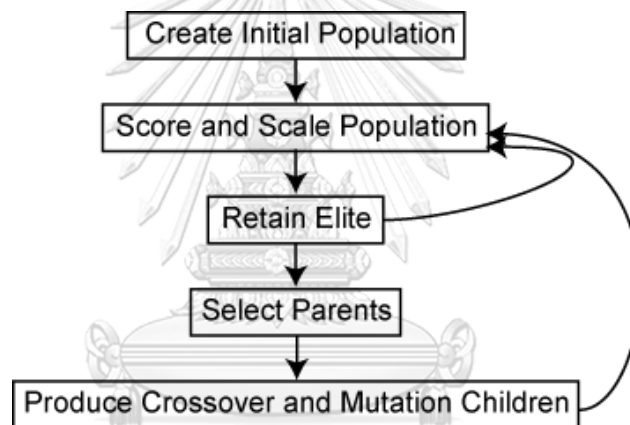 Create Initial Population
Score and Scale Population
Retain Elite
Select Parents
Produce Crossover and Mutation Children